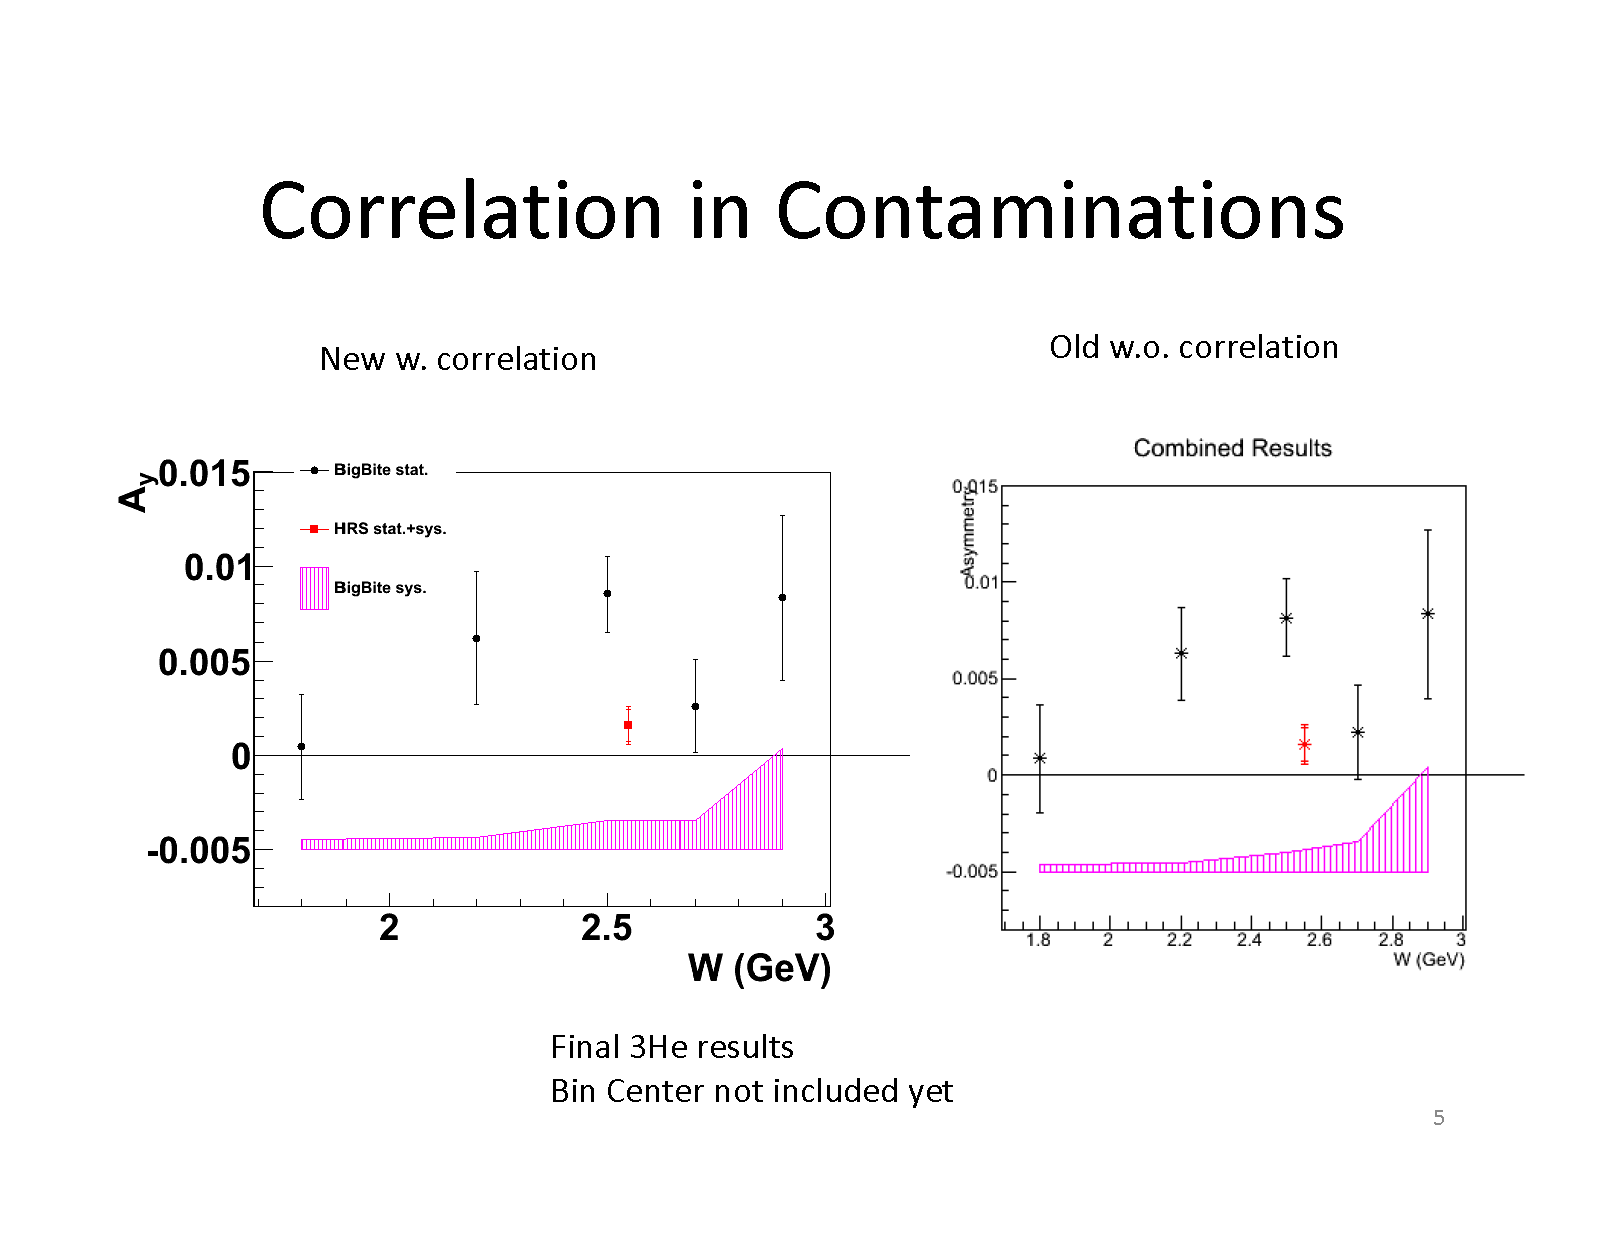 Correlation in Contaminations
New w. correlation
Old w.o. correlation
Ay
0.015
0.01
0.005
0
-0.005
BigBite stat.
HRS stat.+sys.
BigBite sys.
2
2.5
3
W (GeV)
Combined Results
Asymmetry
0.015
0.01
0.005
0
-0.005
1.8
2
2.2
2.4
2.6
2.8
3
W (GeV)
Final 3He results
Bin Center not included yet
5